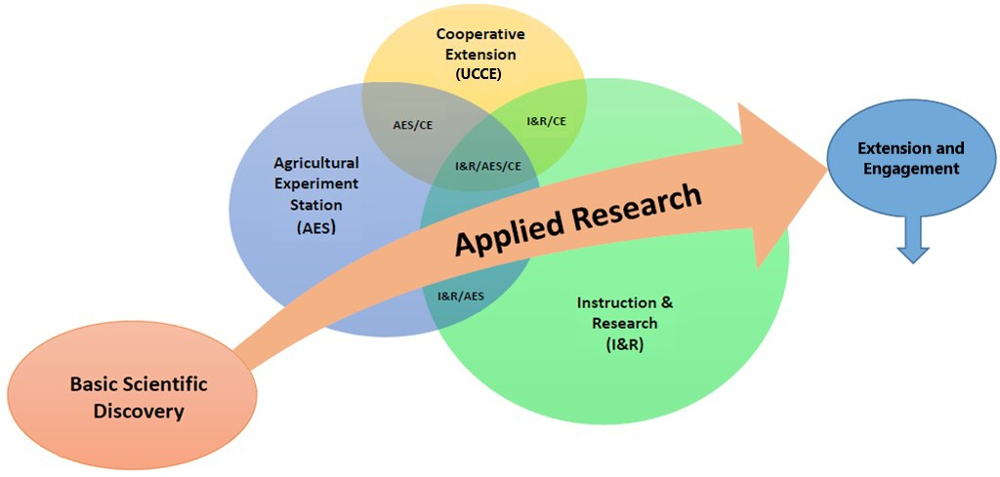 Cooperative
Extension
(UCCE)
AES/CE
I&R/CE
I&R/AES/CE
Agricultural
Experiment
Station
(AES)
Extension and
Engagement
Applied Research
I&R/AES
Instruction &
Research
(I&R)
Basic Scientific
Discovery